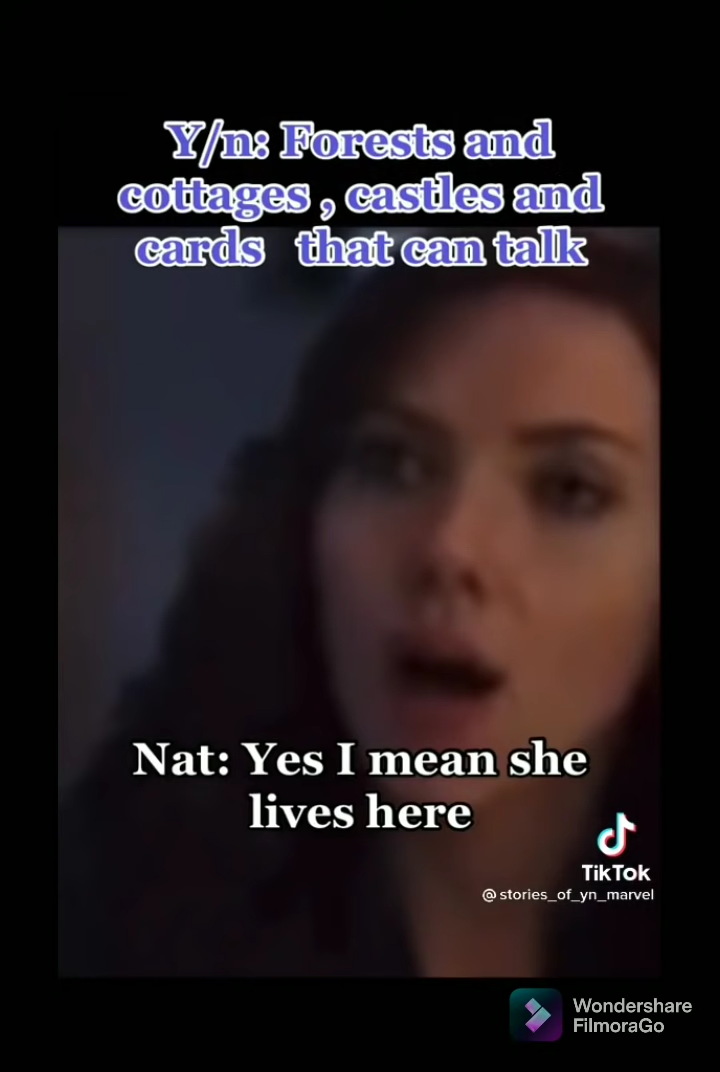 Y/n: Forests and
cottages , castles and
cards that can talk
Nat: Yes I mean she
lives here
TikTok
@stories_of_yn_marvel
Wondershare
FilmoraGo